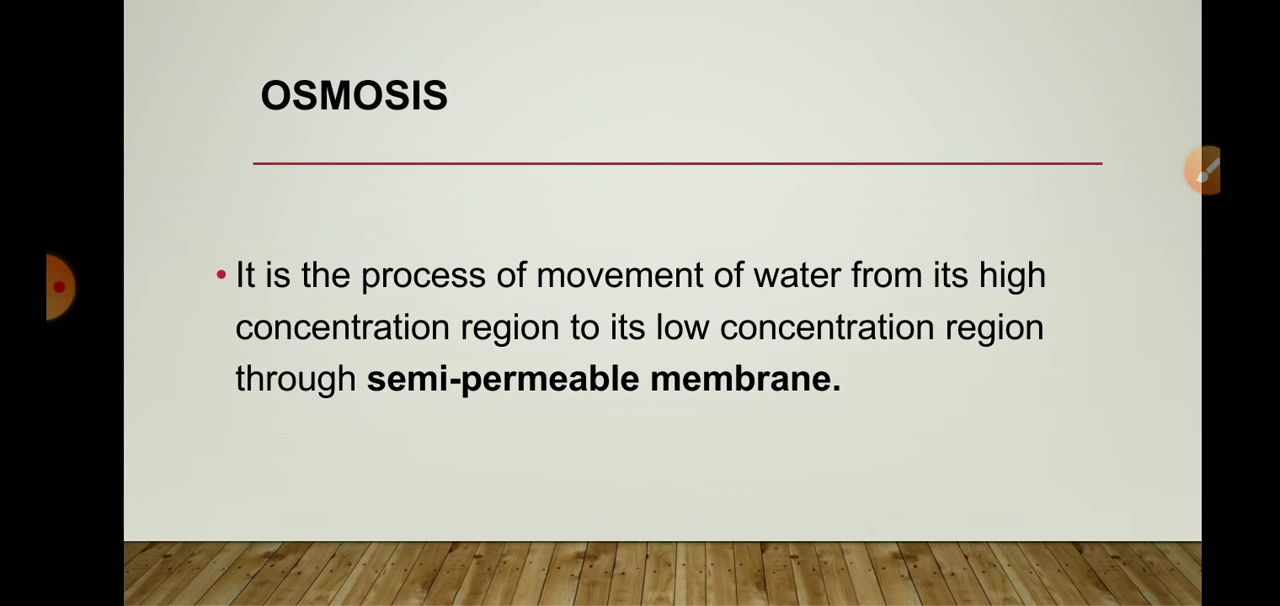 OSMOSIS
• It is the process of movement of water from its high
concentration region to its low concentration region
through semi-permeable membrane.